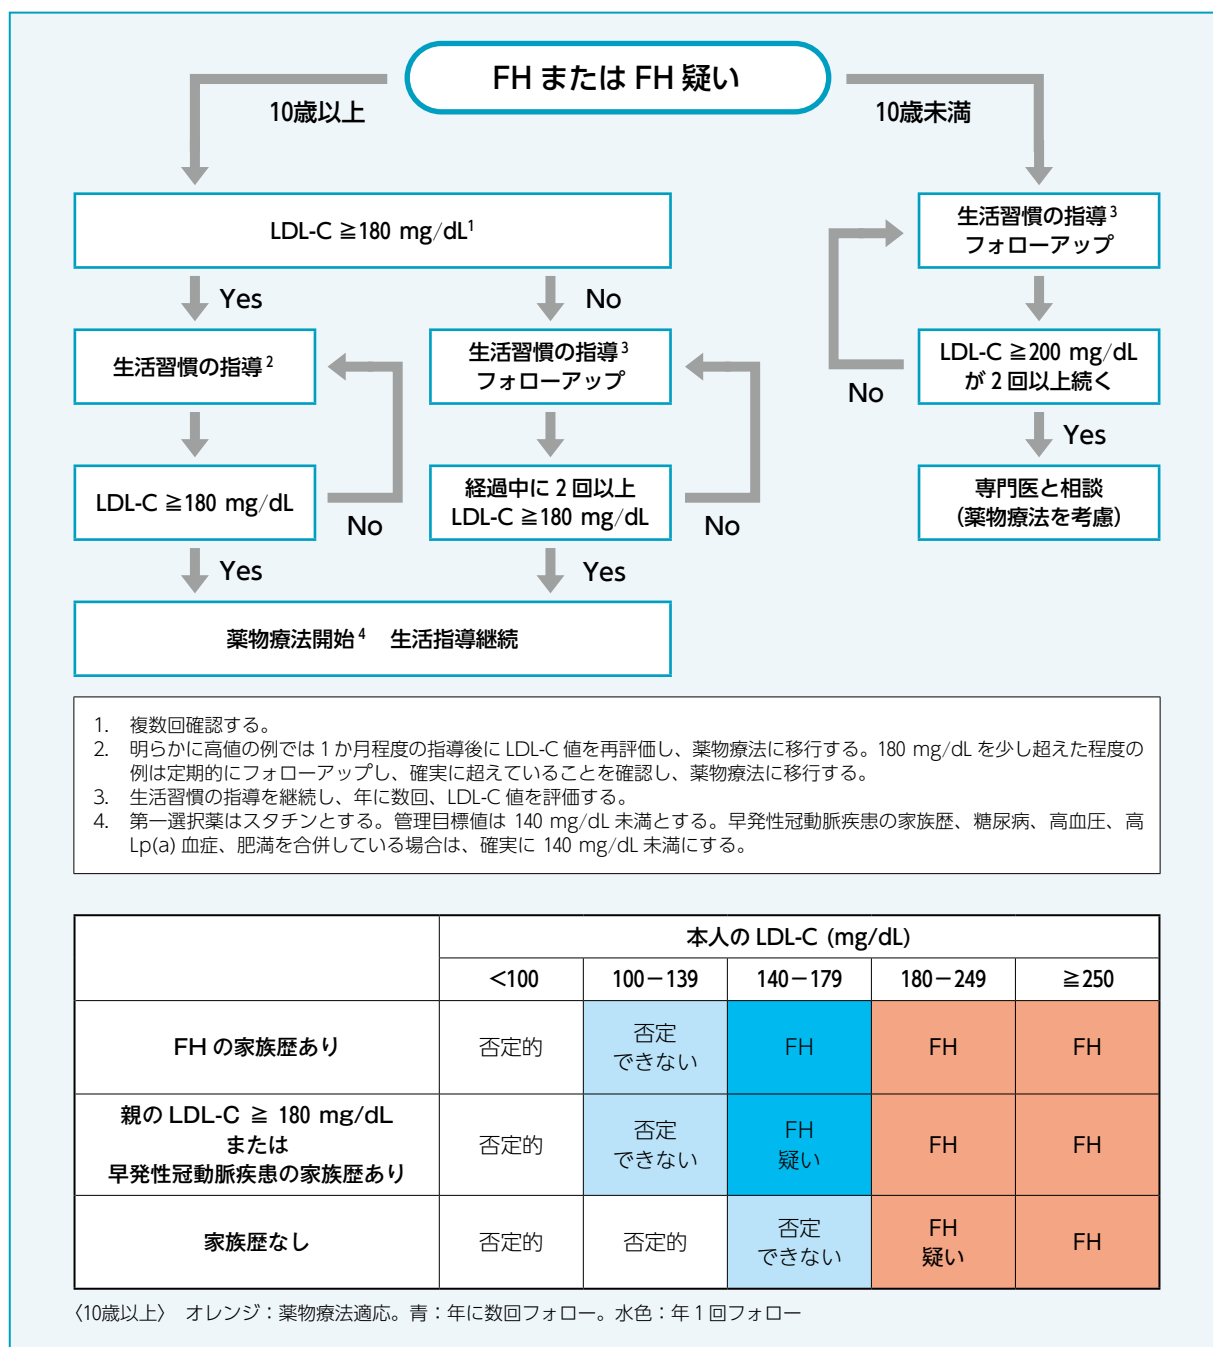 FH または FH 疑い
10歳以上
10歳未満
LDL-C ≧180 mg/dL1
Yes
No
生活習慣の指導2
生活習慣の指導3
フォローアップ
LDL-C ≧180 mg/dL
No
経過中に 2 回以上
LDL-C ≧180 mg/dL
No
Yes
Yes
薬物療法開始4 生活指導継続
生活習慣の指導3
フォローアップ
LDL-C ≧200 mg/dL
が 2 回以上続く
No
Yes
専門医と相談
(薬物療法を考慮)
1. 複数回確認する。
2. 明らかに高値の例では 1 か月程度の指導後に LDL-C 値を再評価し、薬物療法に移行する。180 mg/dL を少し超えた程度の
例は定期的にフォローアップし、確実に超えていることを確認し、薬物療法に移行する。
3. 生活習慣の指導を継続し、年に数回、LDL-C 値を評価する。
4. 第一選択薬はスタチンとする。管理目標値は 140 mg/dL 未満とする。早発性冠動脈疾患の家族歴、糖尿病、高血圧、高
Lp(a) 血症、肥満を合併している場合は、確実に 140 mg/dL 未満にする。
本人の LDL-C (mg/dL)
<100 100-139 140-179 180-249 ≧250
FH の家族歴あり 否定的 否定 FH FH FH
できない
親の LDL-C ≧ 180 mg/dL
または
早発性冠動脈疾患の家族歴あり
否定的
否定
できない
FH
疑い
FH
FH
家族歴なし
否定的
否定的
否定
できない
FH
疑い
FH
〈10歳以上〉 オレンジ:薬物療法適応。青:年に数回フォロー。水色:年 1 回フォロー